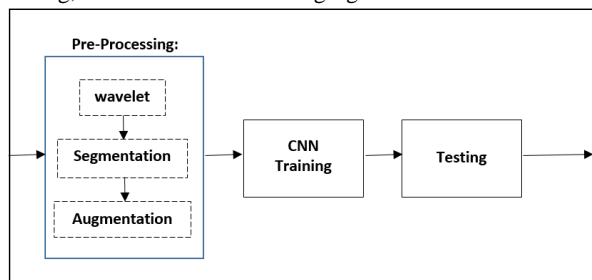 Pre-Processing:
wavelet
Segmentation
Augmentation
CNN
Training
Testing